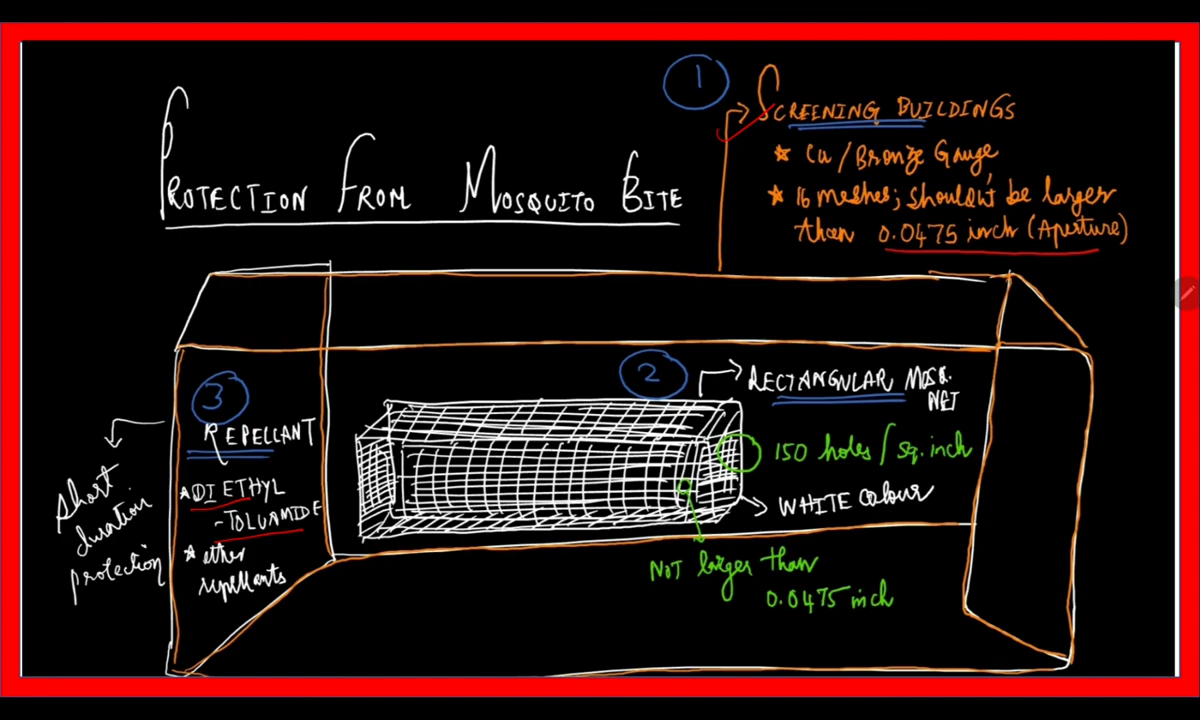 PROTECTION FROM MOSQUITO BITE
1
SCREENING BUILDINGS
* Cu/Bronze Gauge
* 16 meshes; shouldn't be larger
than 0.0475 inch (Aperture)
2
RECTANGULAR MOSQ.
NET
150 holes/sq.inch
WHITE Colour
NOT larger than
0.0475 inch
3
REPELLANT
* DIETHYL
-TOLUAMIDE
* other
repellants
Short
duration
protection